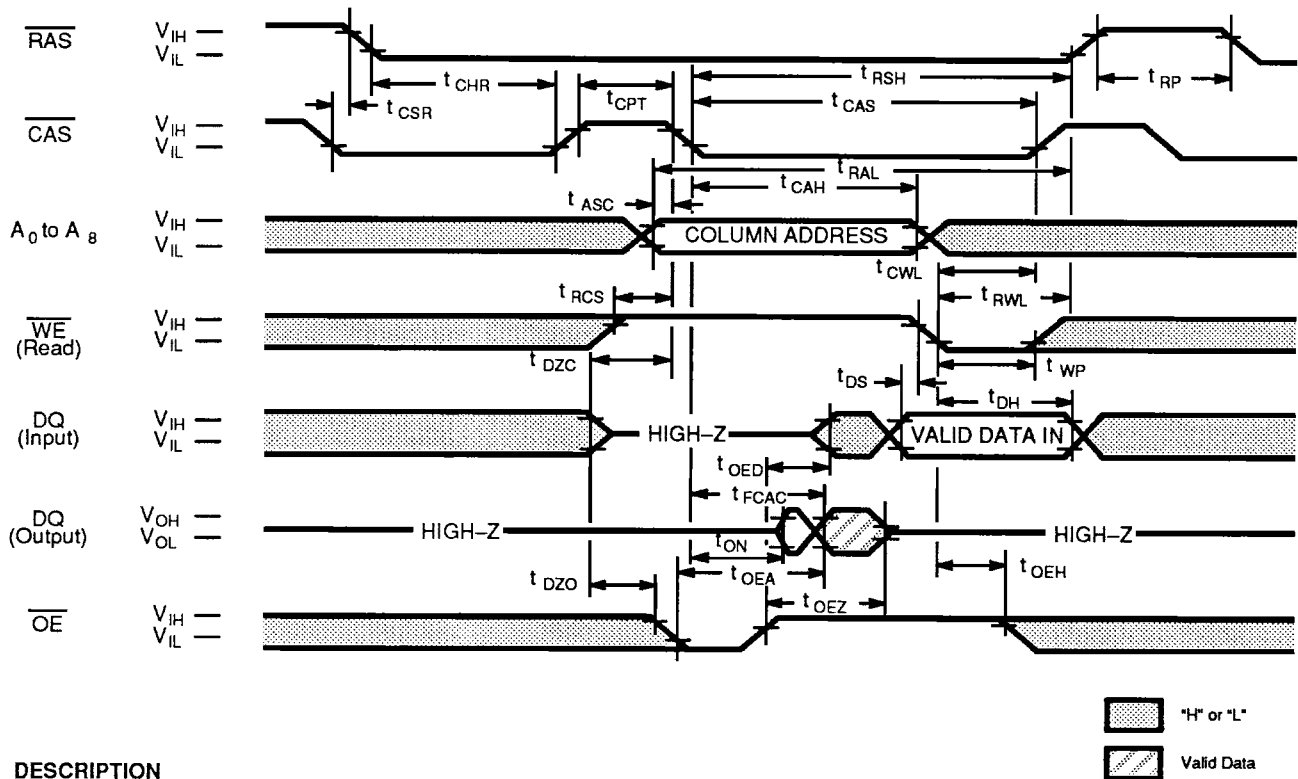 RAS VIH
VIL
tCHR tCPT tRSH tRP
tCSR tCAS
CAS VIH
VIL
tRAL
tCAH
tASC
A0 to A8 VIH
VIL
COLUMN ADDRESS
tCWL
tRCS tRWL
WE
(Read) VIH
VIL
tDZC tDS tWP
tDH
DQ
(Input) VIH
VIL
HIGH–Z VALID DATA IN
tOED
tFCAC
DQ
(Output) VOH
VOL
HIGH–Z HIGH–Z
tON
tDZO tOEA tOEH
tOEZ
OE VIH
VIL
"H" or "L"
Valid Data
DESCRIPTION